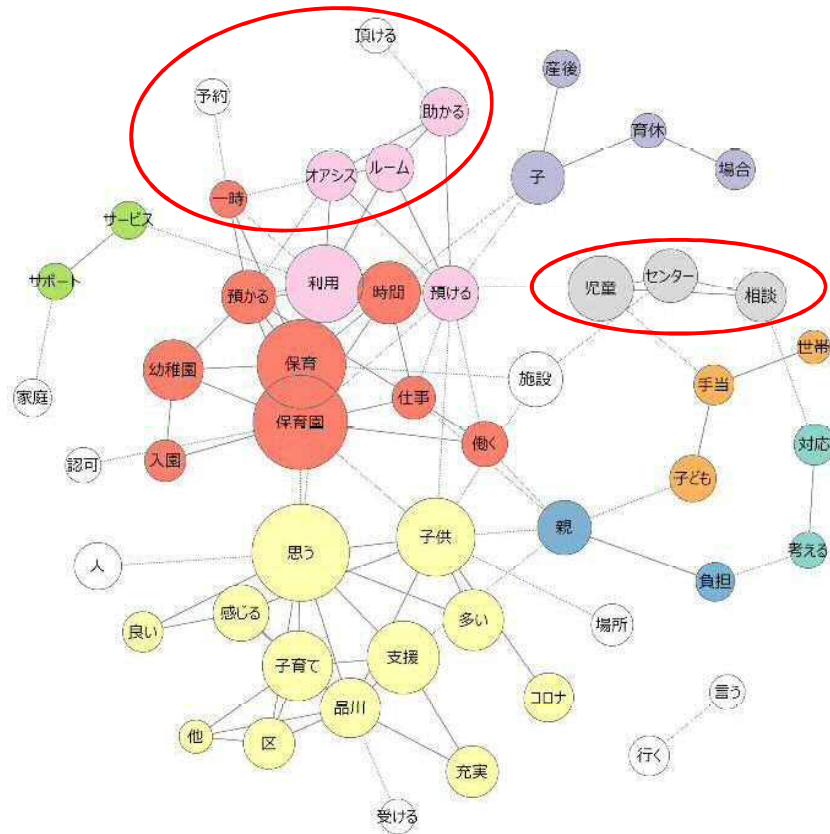 頂ける
産後
予約
助かる
育休
場合
ルーム
オアシス
子
一時
サービス
センター
児童
相談
サポート
利用
時間
預ける
預かる
世帯
保育
幼稚園
施設
手当
家庭
仕事
保育園
働く
対応
認可
入園
子ども
親
子供
思う
考える
人
負担
感じる
多い
良い
場所
支援
子育て
言う
コロナ
品川
他
区
行く
充実
受ける